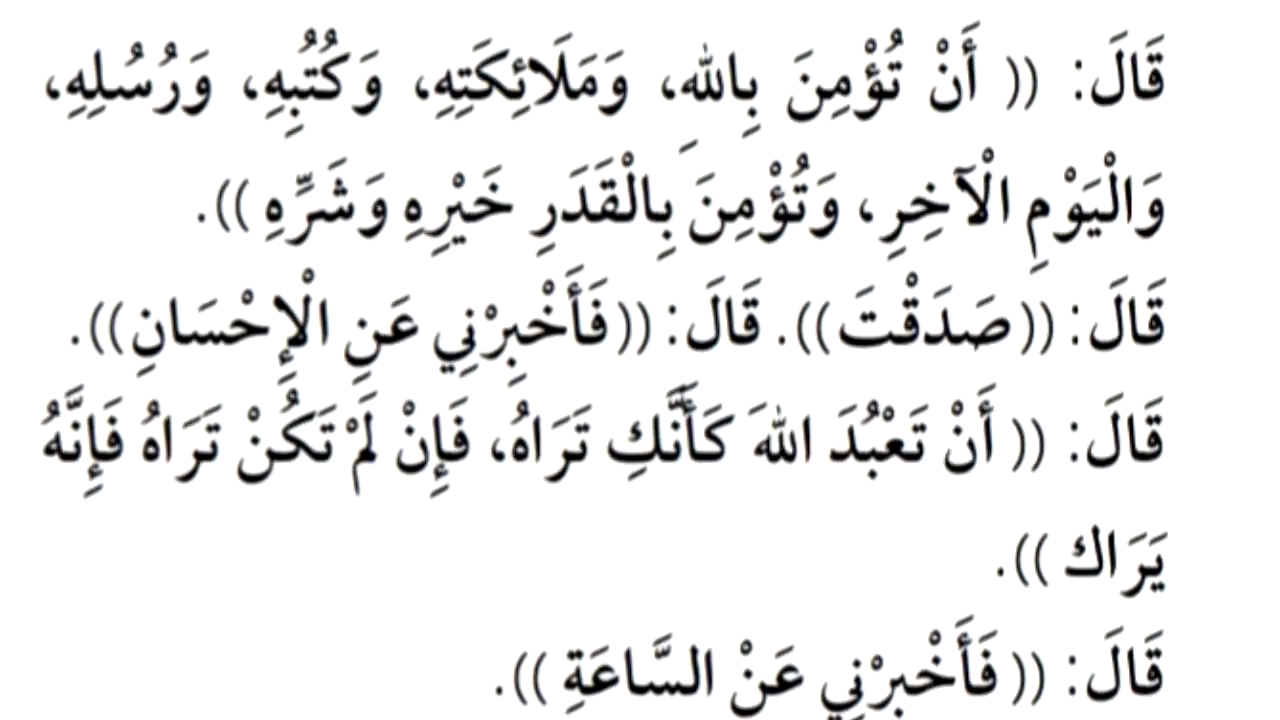 قَالَ: (( أَنْ تُؤْمِنَ بِاللهِ، وَمَلَائِكَتِهِ، وَكُتُبِهِ، وَرُسُلِهِ،
وَالْيَوْمِ الْآخِرِ، وَتُؤْمِنَ بِالْقَدَرِ خَيْرِهِ وَشَرِّهِ )).
قَالَ: ((صَدَقْتَ)). قَالَ: ((فَأَخْبِرْنِي عَنِ الْإِحْسَانِ)).
قَالَ: (( أَنْ تَعْبُدَ اللهَ كَأَنَّكِ تَرَاهُ، فَإِنْ لَمْ تَكُنْ تَرَاهُ فَإِنَّهُ
يَرَاك )).
قَالَ: (( فَأَخْبِرْنِي عَنْ السَّاعَةِ )).